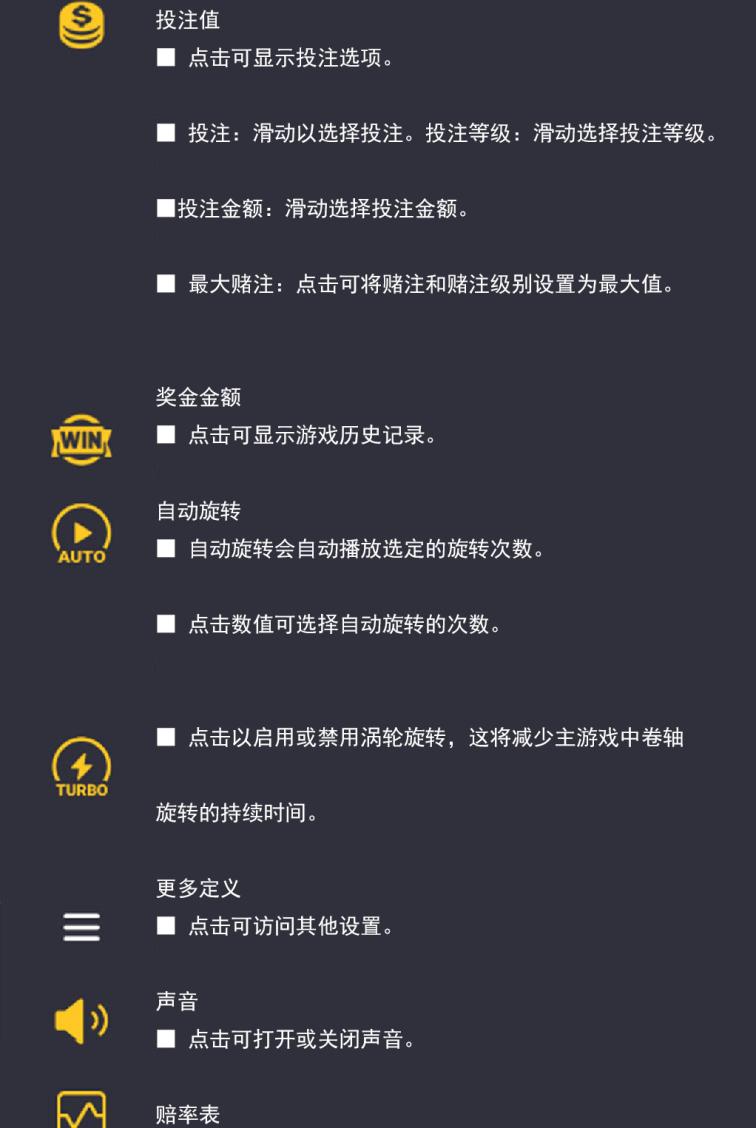 投注值
■ 点击可显示投注选项。
■ 投注：滑动以选择投注。投注等级：滑动选择投注等级。
■投注金额：滑动选择投注金额。
■ 最大赌注：点击可将赌注和赌注级别设置为最大值。
奖金金额
WIN
■ 点击可显示游戏历史记录。
自动旋转
AUTO
■ 自动旋转会自动播放选定的旋转次数。
■ 点击数值可选择自动旋转的次数。
■ 点击以启用或禁用涡轮旋转，这将减少主游戏中卷轴
TURBO
旋转的持续时间。
更多定义
■ 点击可访问其他设置。
声音
■ 点击可打开或关闭声音。
赔率表